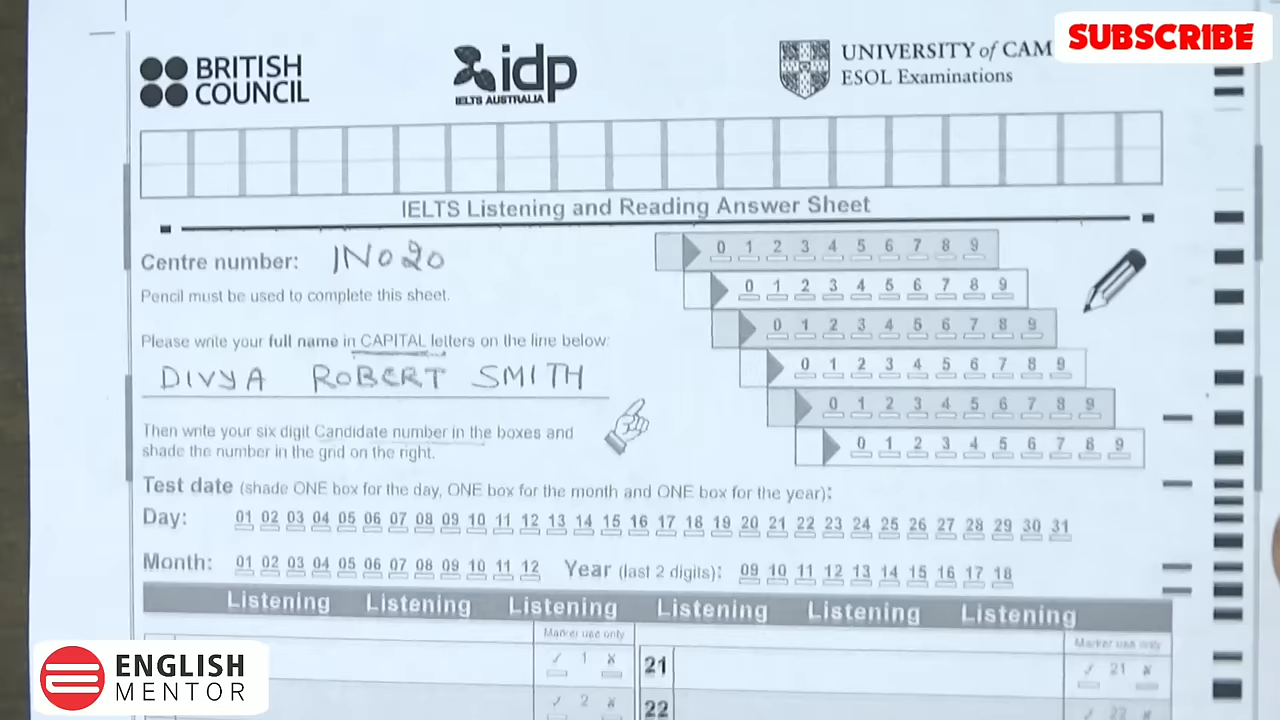 SUBSCRIBE
BRITISH COUNCIL
idp
IELTS AUSTRALIA
UNIVERSITY of CAM
ESOL Examinations
IELTS Listening and Reading Answer Sheet
Centre number: IN020
Pencil must be used to complete this sheet.
Please write your full name in CAPITAL letters on the line below:
DIVYA ROBERT SMITH
Then write your six digit Candidate number in the boxes and
shade the number in the grid on the right.
0 1 2 3 4 5 6 7 8 9
0 1 2 3 4 5 6 7 8 9
0 1 2 3 4 5 6 7 8 9
0 1 2 3 4 5 6 7 8 9
0 1 2 3 4 5 6 7 8 9
0 1 2 3 4 5 6 7 8 9
Test date (shade ONE box for the day, ONE box for the month and ONE box for the year):
Day: 01 02 03 04 05 06 07 08 09 10 11 12 13 14 15 16 17 18 19 20 21 22 23 24 25 26 27 28 29 30 31
Month: 01 02 03 04 05 06 07 08 09 10 11 12 Year (last 2 digits): 09 10 11 12 13 14 15 16 17 18
Listening Listening Listening Listening Listening Listening
Marker use only Marker use only
1 21 21
2 22 22
ENGLISH
MENTOR